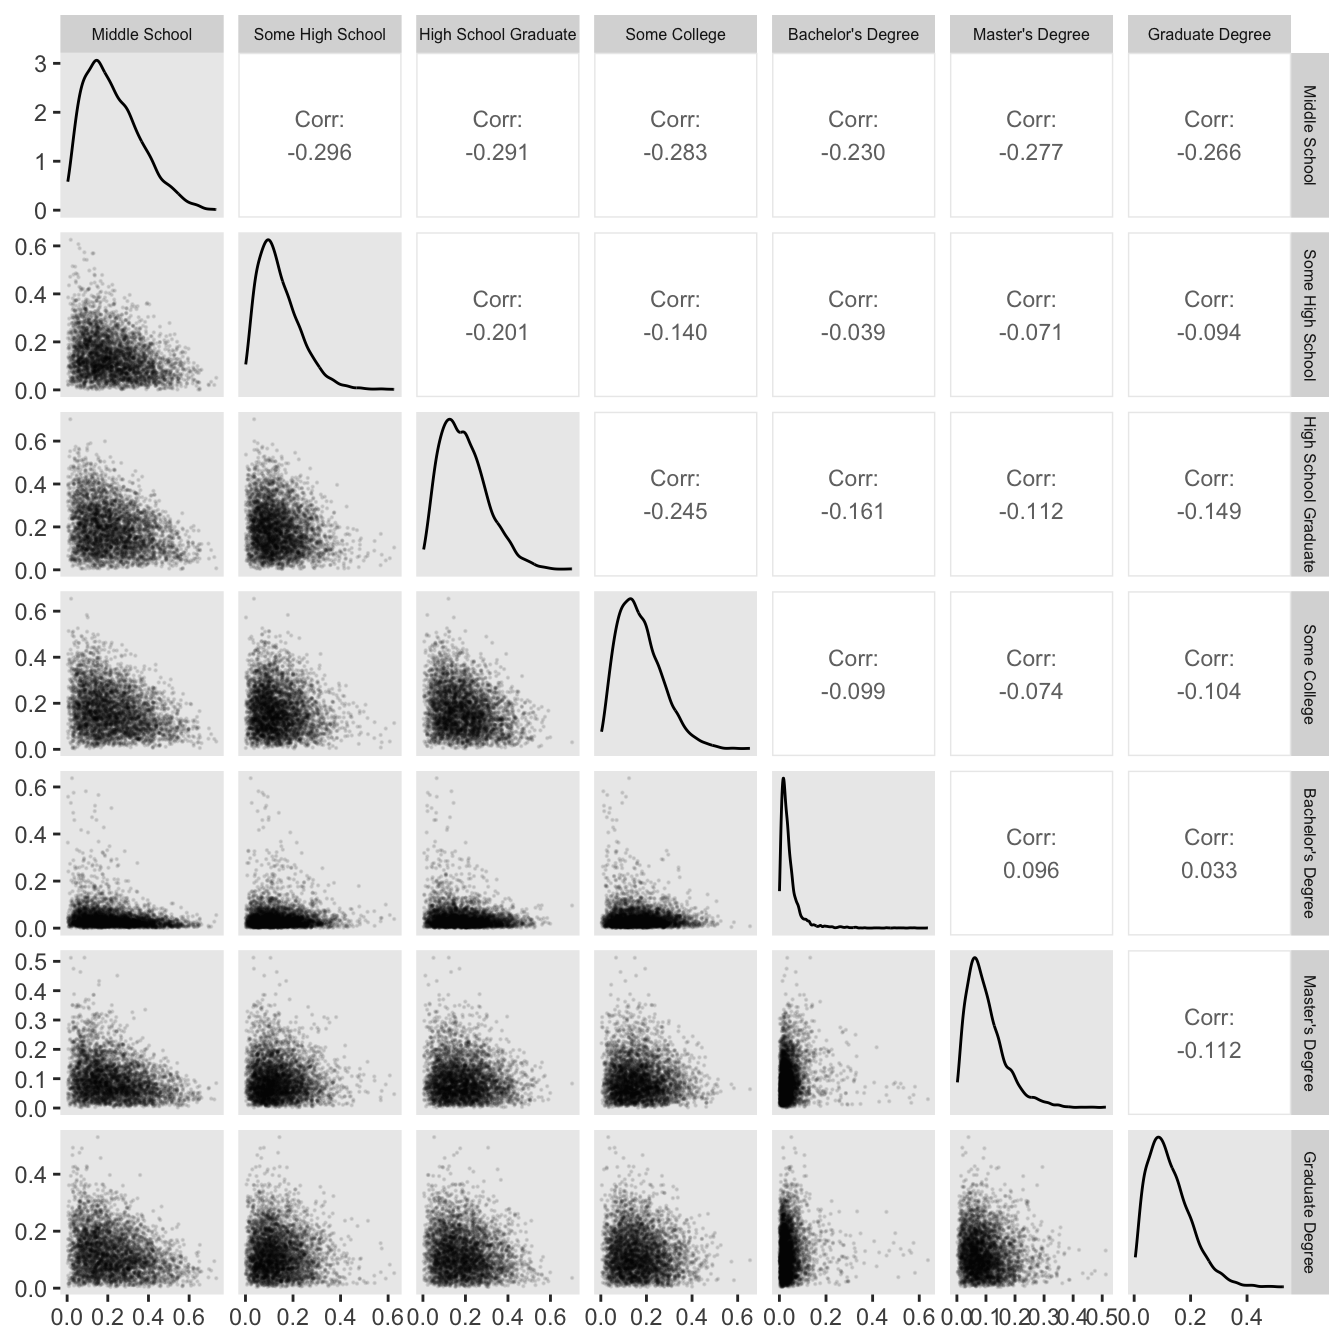 Middle School
Some High School
High School Graduate
Some College
Bachelor's Degree
Master's Degree
Graduate Degree
3
2
1
0
Corr:
-0.296
Corr:
-0.291
Corr:
-0.283
Corr:
-0.230
Corr:
-0.277
Corr:
-0.266
Middle School
0.6
0.4
0.2
0.0
Corr:
-0.201
Corr:
-0.140
Corr:
-0.039
Corr:
-0.071
Corr:
-0.094
Some High School
0.6
0.4
0.2
0.0
Corr:
-0.245
Corr:
-0.161
Corr:
-0.112
Corr:
-0.149
High School Graduate
0.6
0.4
0.2
0.0
Corr:
-0.099
Corr:
-0.074
Corr:
-0.104
Some College
0.6
0.4
0.2
0.0
Corr:
0.096
Corr:
0.033
Bachelor's Degree
0.5
0.4
0.3
0.2
0.1
0.0
Corr:
-0.112
Master's Degree
0.4
0.2
0.0
Graduate Degree
0.0 0.2 0.4 0.6
0.0 0.2 0.4 0.6
0.0 0.2 0.4 0.6
0.0 0.2 0.4 0.6
0.0 0.2 0.4 0.6
0.0 0.1 0.2 0.3 0.4 0.5
0.0 0.2 0.4